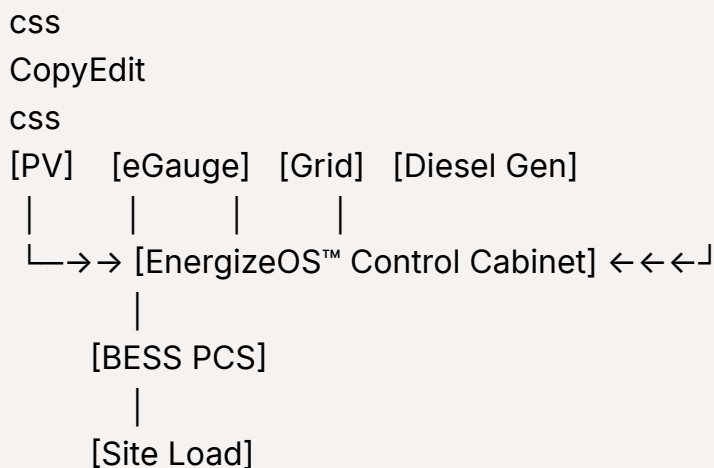 css
CopyEdit
css
[PV]    [eGauge]   [Grid]   [Diesel Gen]
│          │          │          │
└─→→ [EnergizeOS™ Control Cabinet] ←←←┘
│
[BESS PCS]
│
[Site Load]